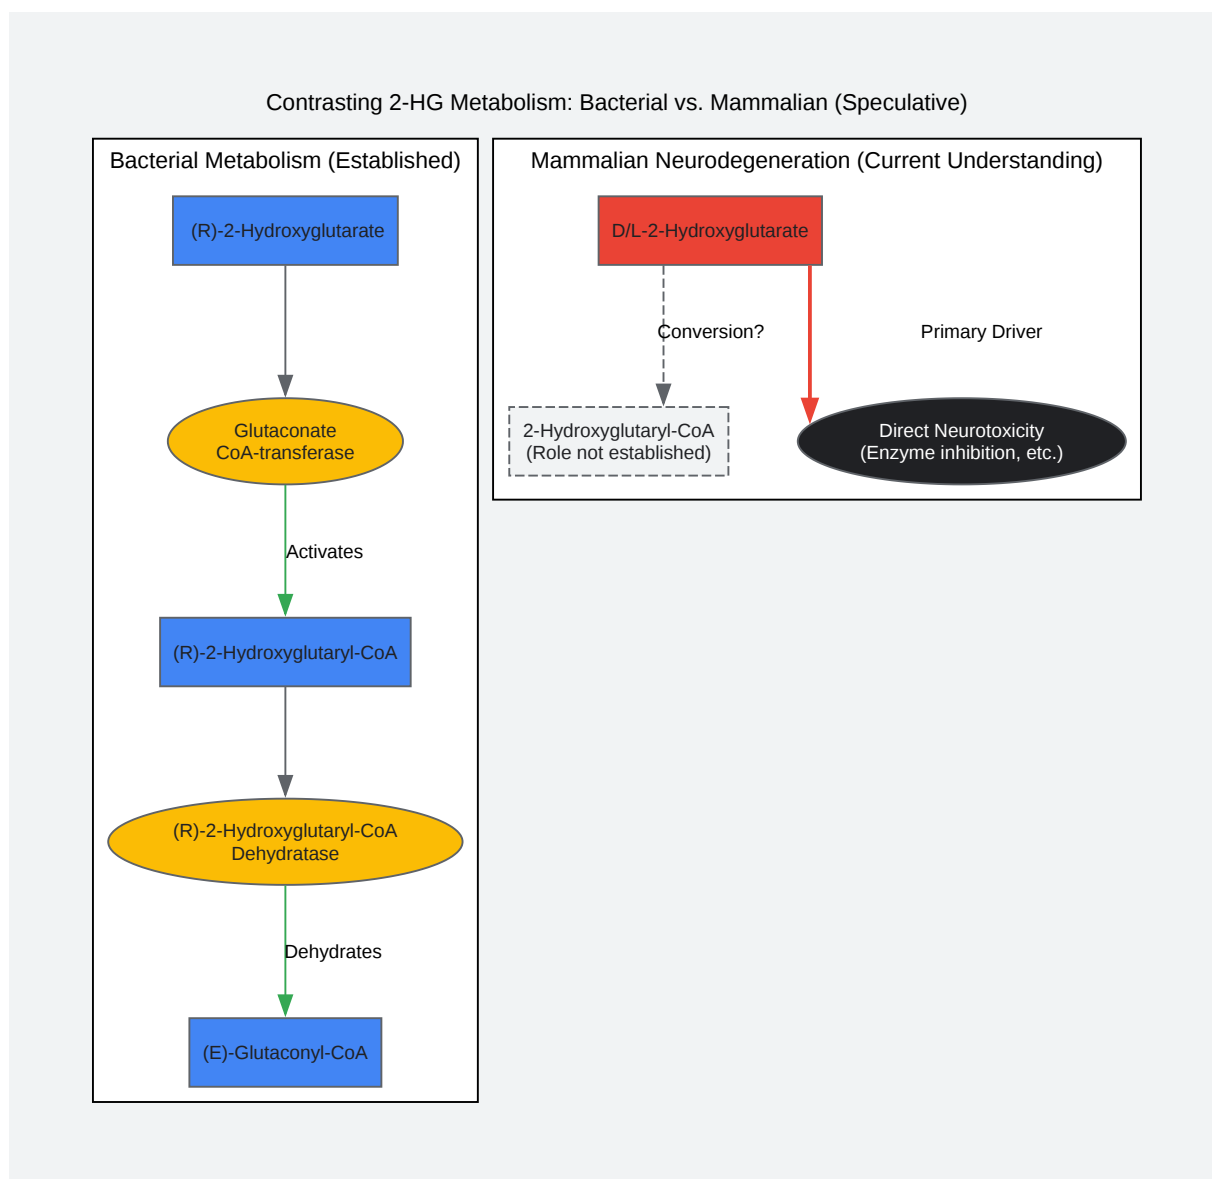 Contrasting 2-HG Metabolism: Bacterial vs. Mammalian (Speculative)
Bacterial Metabolism (Established)
(R)-2-Hydroxyglutarate
Glutaconate
CoA-transferase
Activates
(R)-2-Hydroxyglutaryl-CoA
(R)-2-Hydroxyglutaryl-CoA
Dehydratase
Dehydrates
(E)-Glutaconyl-CoA
Mammalian Neurodegeneration (Current Understanding)
D/L-2-Hydroxyglutarate
Conversion?
Primary Driver
2-Hydroxyglutaryl-CoA
(Role not established)
Direct Neurotoxicity
(Enzyme inhibition, etc.)